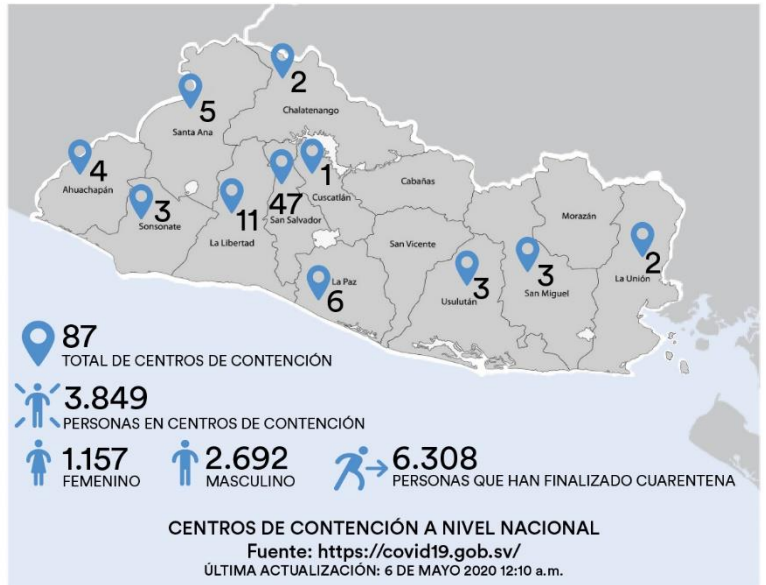 2
Chalatenango
5
Santa Ana
4
Ahuachapán
3
Sonsonate
11
La Libertad
47
San Salvador
1
Cuscatlán
Cabañas
Morazán
San Vicente
6
La Paz
3
Usulután
3
San Miguel
2
La Unión
87
TOTAL DE CENTROS DE CONTENCIÓN
3.849
PERSONAS EN CENTROS DE CONTENCIÓN
1.157
FEMENINO
2.692
MASCULINO
6.308
PERSONAS QUE HAN FINALIZADO CUARENTENA
CENTROS DE CONTENCIÓN A NIVEL NACIONAL
Fuente: https://covid19.gob.sv/
ÚLTIMA ACTUALIZACIÓN: 6 DE MAYO 2020 12:10 a.m.